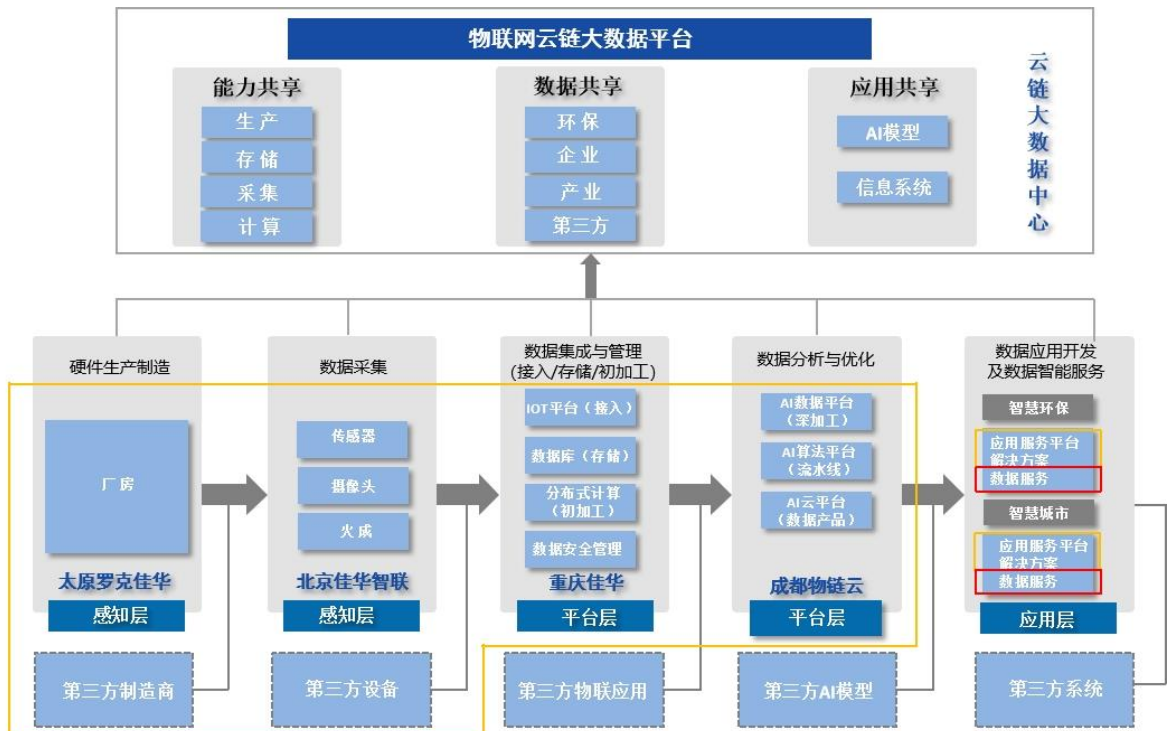 物联网云链大数据平台
云链大数据中心
能力共享
生产
存储
采集
计算
数据共享
环保
企业
产业
第三方
应用共享
AI模型
信息系统
硬件生产制造
厂房
太原罗克佳华
感知层
第三方制造商
数据采集
传感器
摄像头
火成
北京佳华智联
感知层
第三方设备
数据集成与管理
(接入/存储/初加工)
IOT平台（接入）
数据库（存储）
分布式计算
（初加工）
数据安全管理
重庆佳华
平台层
第三方物联应用
数据分析与优化
AI数据平台
（深加工）
AI算法平台
（流水线）
AI云平台
（数据产品）
成都物链云
平台层
第三方AI模型
数据应用开发
及数据智能服务
智慧环保
应用服务平台
解决方案
数据服务
智慧城市
应用服务平台
解决方案
数据服务
应用层
第三方系统